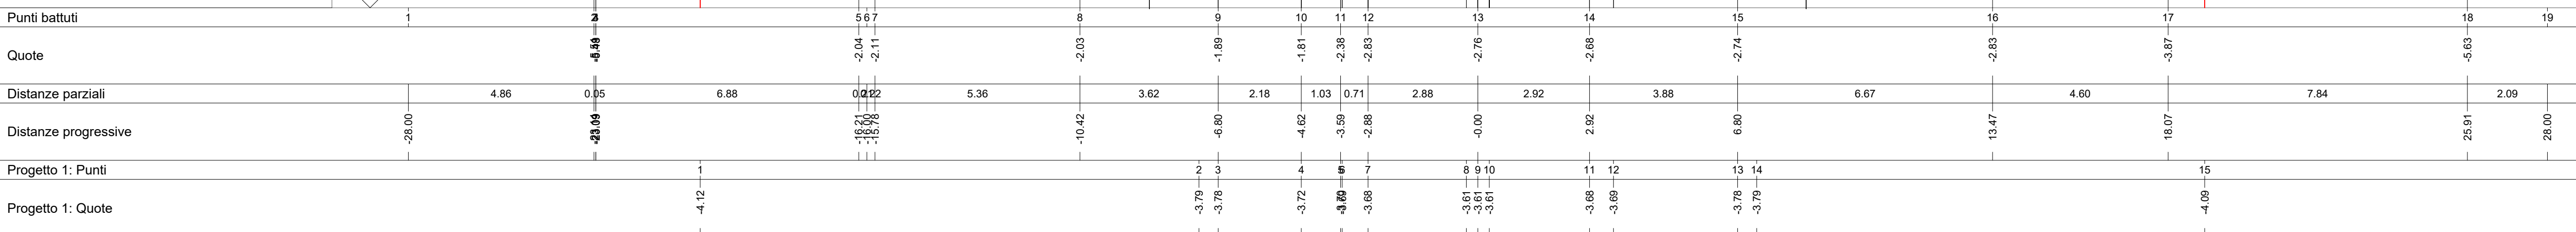 Punti battuti 1 5 6 7 8 9 10 11 12 13 14 15 16 17 18 19
Quote -2.04 -2.11 -2.03 -1.89 -1.81 -2.38 -2.83 -2.76 -2.68 -2.74 -2.83 -3.87 -5.63
Distanze parziali 4.86 0.05 6.88 5.36 3.62 2.18 1.03 0.71 2.88 2.92 3.88 6.67 4.60 7.84 2.09
Distanze progressive -28.00 -16.21 -16.00 -15.78 -10.42 -6.80 -4.62 -3.59 -2.88 -0.00 2.92 6.80 13.47 18.07 25.91 28.00
Progetto 1: Punti 1 2 3 4 7 8 9 10 11 12 13 14 15
Progetto 1: Quote -4.12 -3.79 -3.78 -3.72 -3.68 -3.61 -3.61 -3.61 -3.68 -3.69 -3.78 -3.79 -4.09